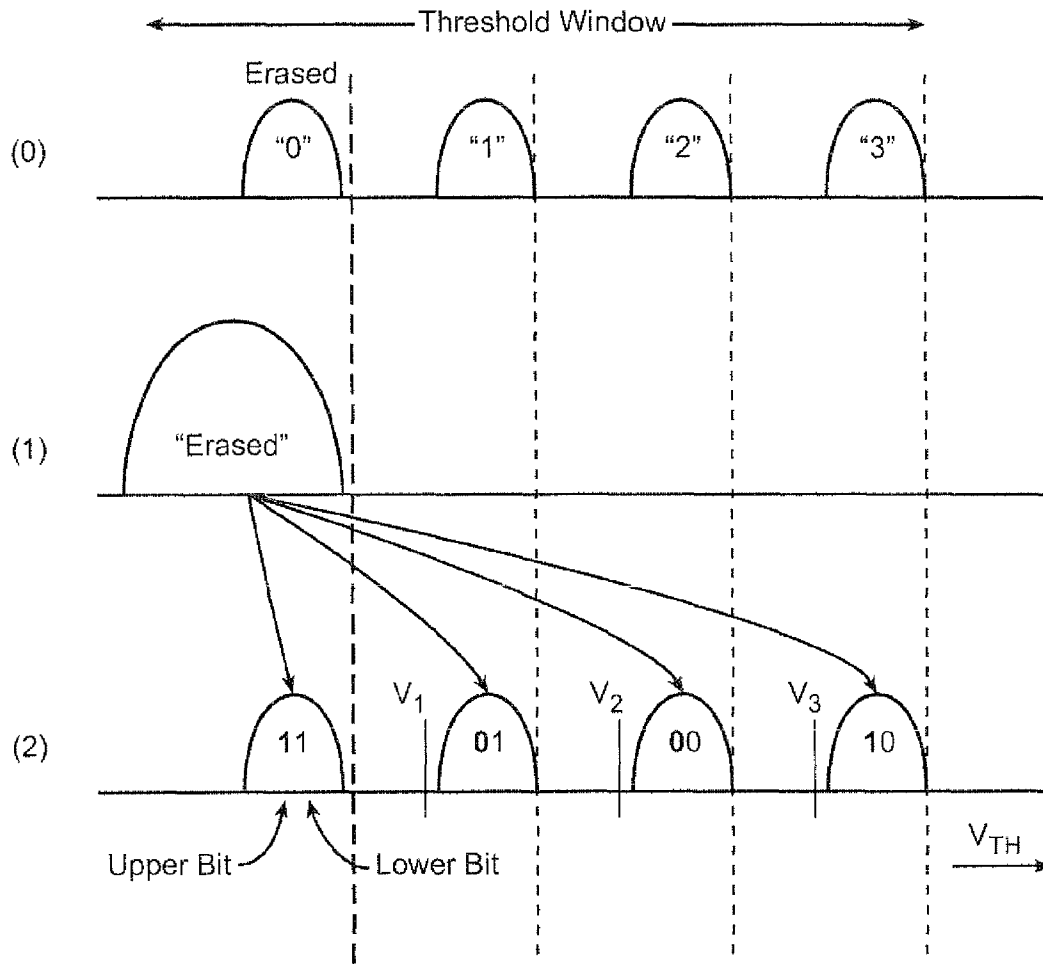 Threshold Window
Erased
(0) "0" "1" "2" "3"
(1) "Erased"
V1 V2 V3
(2) 11 01 00 10
Upper Bit Lower Bit VTH